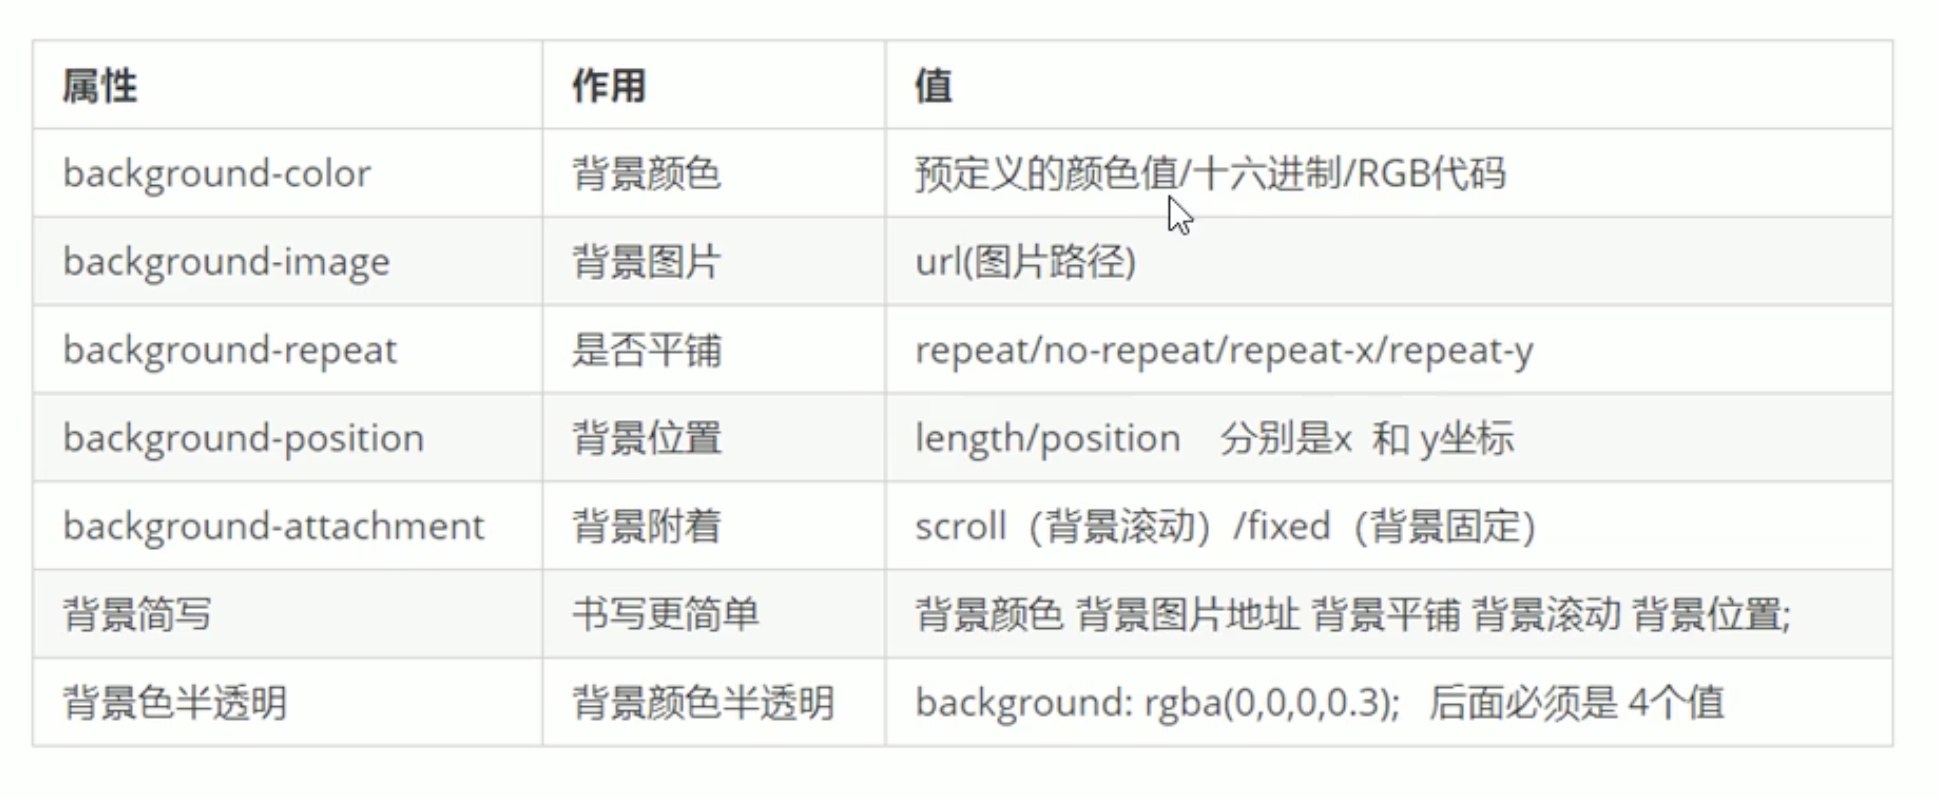 属性 作用 值
background-color 背景颜色 预定义的颜色值/十六进制/RGB代码
background-image 背景图片 url(图片路径)
background-repeat 是否平铺 repeat/no-repeat/repeat-x/repeat-y
background-position 背景位置 length/position 分别是x 和 y坐标
background-attachment 背景附着 scroll（背景滚动）/fixed（背景固定）
背景简写 书写更简单 背景颜色 背景图片地址 背景平铺 背景滚动 背景位置;
背景色半透明 背景颜色半透明 background: rgba(0,0,0,0.3); 后面必须是 4个值